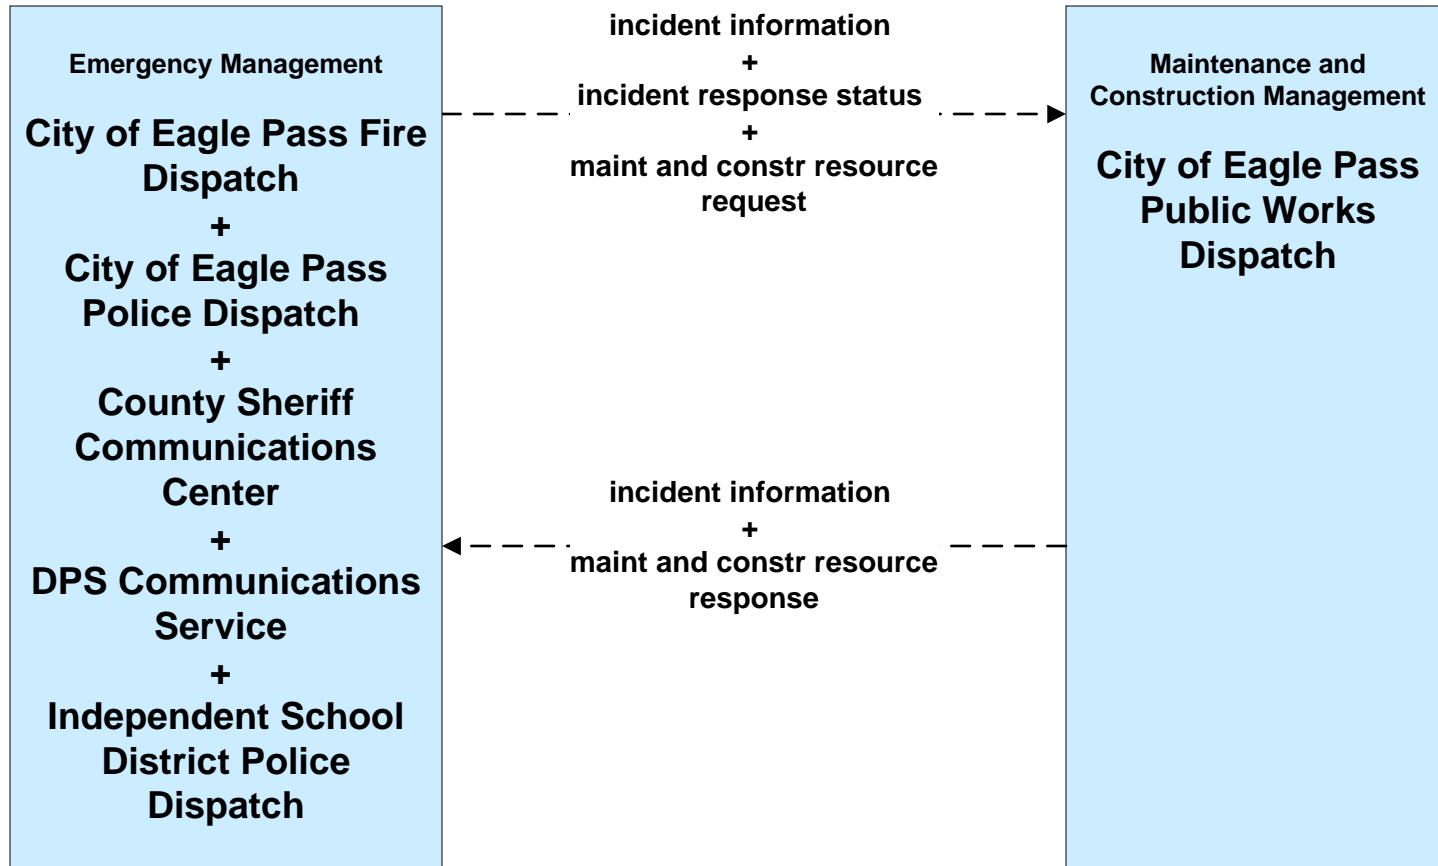 Emergency Management
City of Eagle Pass Fire
Dispatch
+
City of Eagle Pass
Police Dispatch
+
County Sheriff
Communications
Center
+
DPS Communications
Service
+
Independent School
District Police
Dispatch
incident information
+
incident response status
+
maint and constr resource
request
incident information
+
maint and constr resource
response
Maintenance and
Construction Management
City of Eagle Pass
Public Works
Dispatch